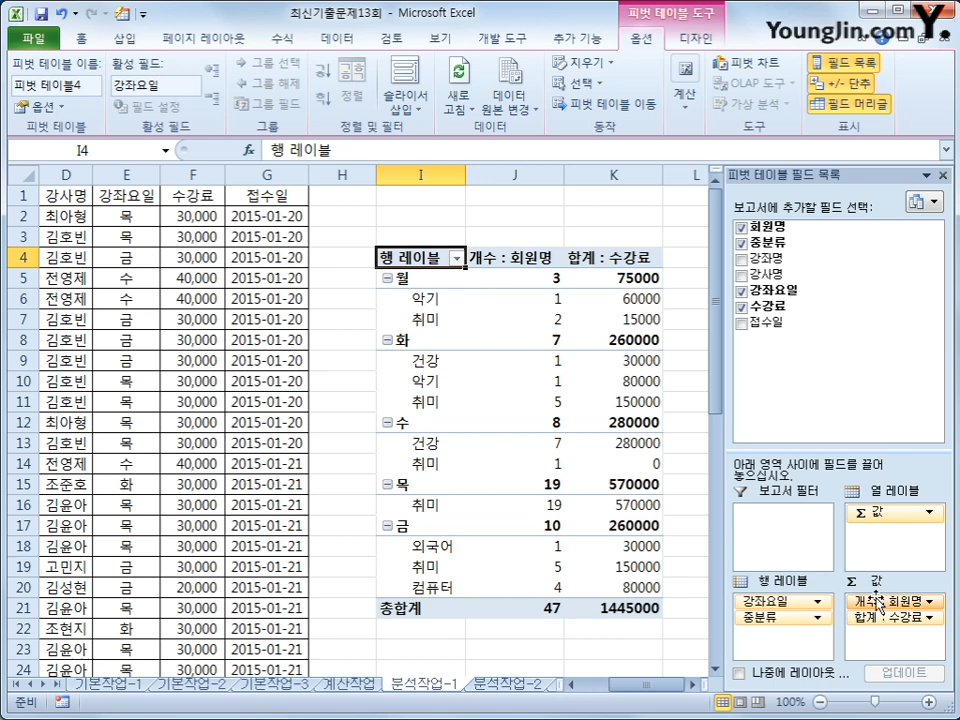 최신기출문제13회 - Microsoft Excel
피벗 테이블 도구
Younglin.com Y.
파일 홈 삽입 페이지 레이아웃 수식 데이터 검토 보기 개발 도구 추가 기능 옵션 디자인
피벗 테이블 이름: 활성 필드: 그룹 선택 지우기 피벗 차트 필드 목록
피벗 테이블4 강좌요일 그룹 해제 정렬 슬라이서 새로 데이터 선택 계산 OLAP 도구 +/- 단추
옵션 필드 설정 그룹 필드 삽입 고침 원본 변경 피벗 테이블 이동 가상 분석 필드 머리글
피벗 테이블 활성 필드 그룹 정렬 및 필터 데이터 동작 도구 표시
I4 fx 행 레이블
D E F G H I J K L
1 강사명 강좌요일 수강료 접수일
2 최아형 목 30,000 2015-01-20
3 김호빈 목 30,000 2015-01-20
4 김호빈 금 30,000 2015-01-20 행 레이블 개수 : 회원명 합계 : 수강료
5 전영제 수 40,000 2015-01-20 월 3 75000
6 전영제 수 40,000 2015-01-20 악기 1 60000
7 김호빈 금 30,000 2015-01-20 취미 2 15000
8 김호빈 금 30,000 2015-01-20 화 7 260000
9 김호빈 금 30,000 2015-01-20 건강 1 30000
10 김호빈 목 30,000 2015-01-20 악기 1 80000
11 김호빈 목 30,000 2015-01-20 취미 5 150000
12 최아형 목 30,000 2015-01-20 수 8 280000
13 김호빈 목 30,000 2015-01-20 건강 7 280000
14 전영제 수 40,000 2015-01-21 취미 1 0
15 조준호 화 30,000 2015-01-21 목 19 570000
16 김윤아 목 30,000 2015-01-21 취미 19 570000
17 김윤아 목 30,000 2015-01-21 금 10 260000
18 김윤아 목 30,000 2015-01-21 외국어 1 30000
19 고민지 금 30,000 2015-01-21 취미 5 150000
20 김성현 금 20,000 2015-01-21 컴퓨터 4 80000
21 김윤아 목 30,000 2015-01-21 총합계 47 1445000
22 조현지 화 30,000 2015-01-21
23 김윤아 목 30,000 2015-01-21
24 김윤아 목 30,000 2015-01-21
피벗 테이블 필드 목록
보고서에 추가할 필드 선택:
회원명
중분류
강좌명
강사명
강좌요일
수강료
접수일
아래 영역 사이에 필드를 끌어
놓으십시오.
보고서 필터 열 레이블
Σ 값
행 레이블 Σ 값
강좌요일 개수 : 회원명
중분류 합계 : 수강료
나중에 레이아웃 ... 업데이트
기본작업-1 기본작업-2 기본작업-3 계산작업 분석작업-1 분석작업-2
준비 100%